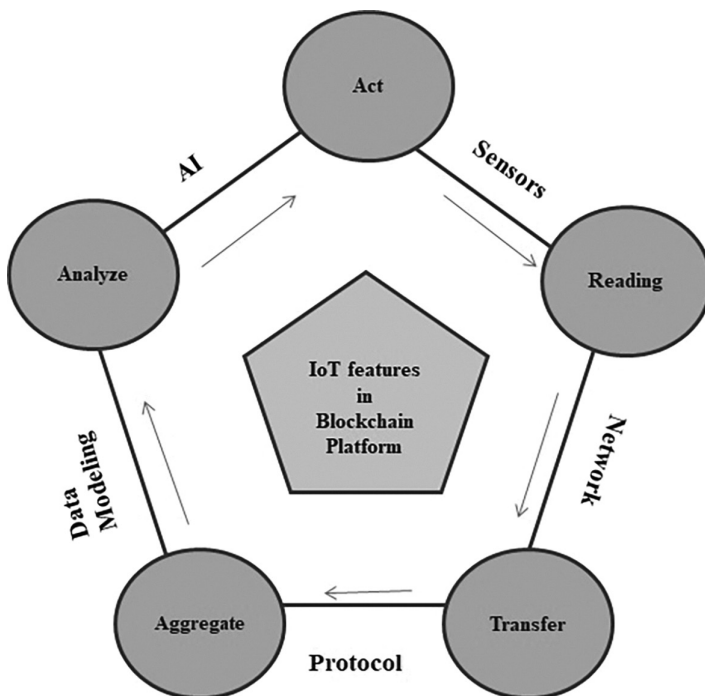 Act
AI
Sensors
Analyze
Reading
IoT features
in
Blockchain
Platform
Data
Modeling
Network
Aggregate
Transfer
Protocol